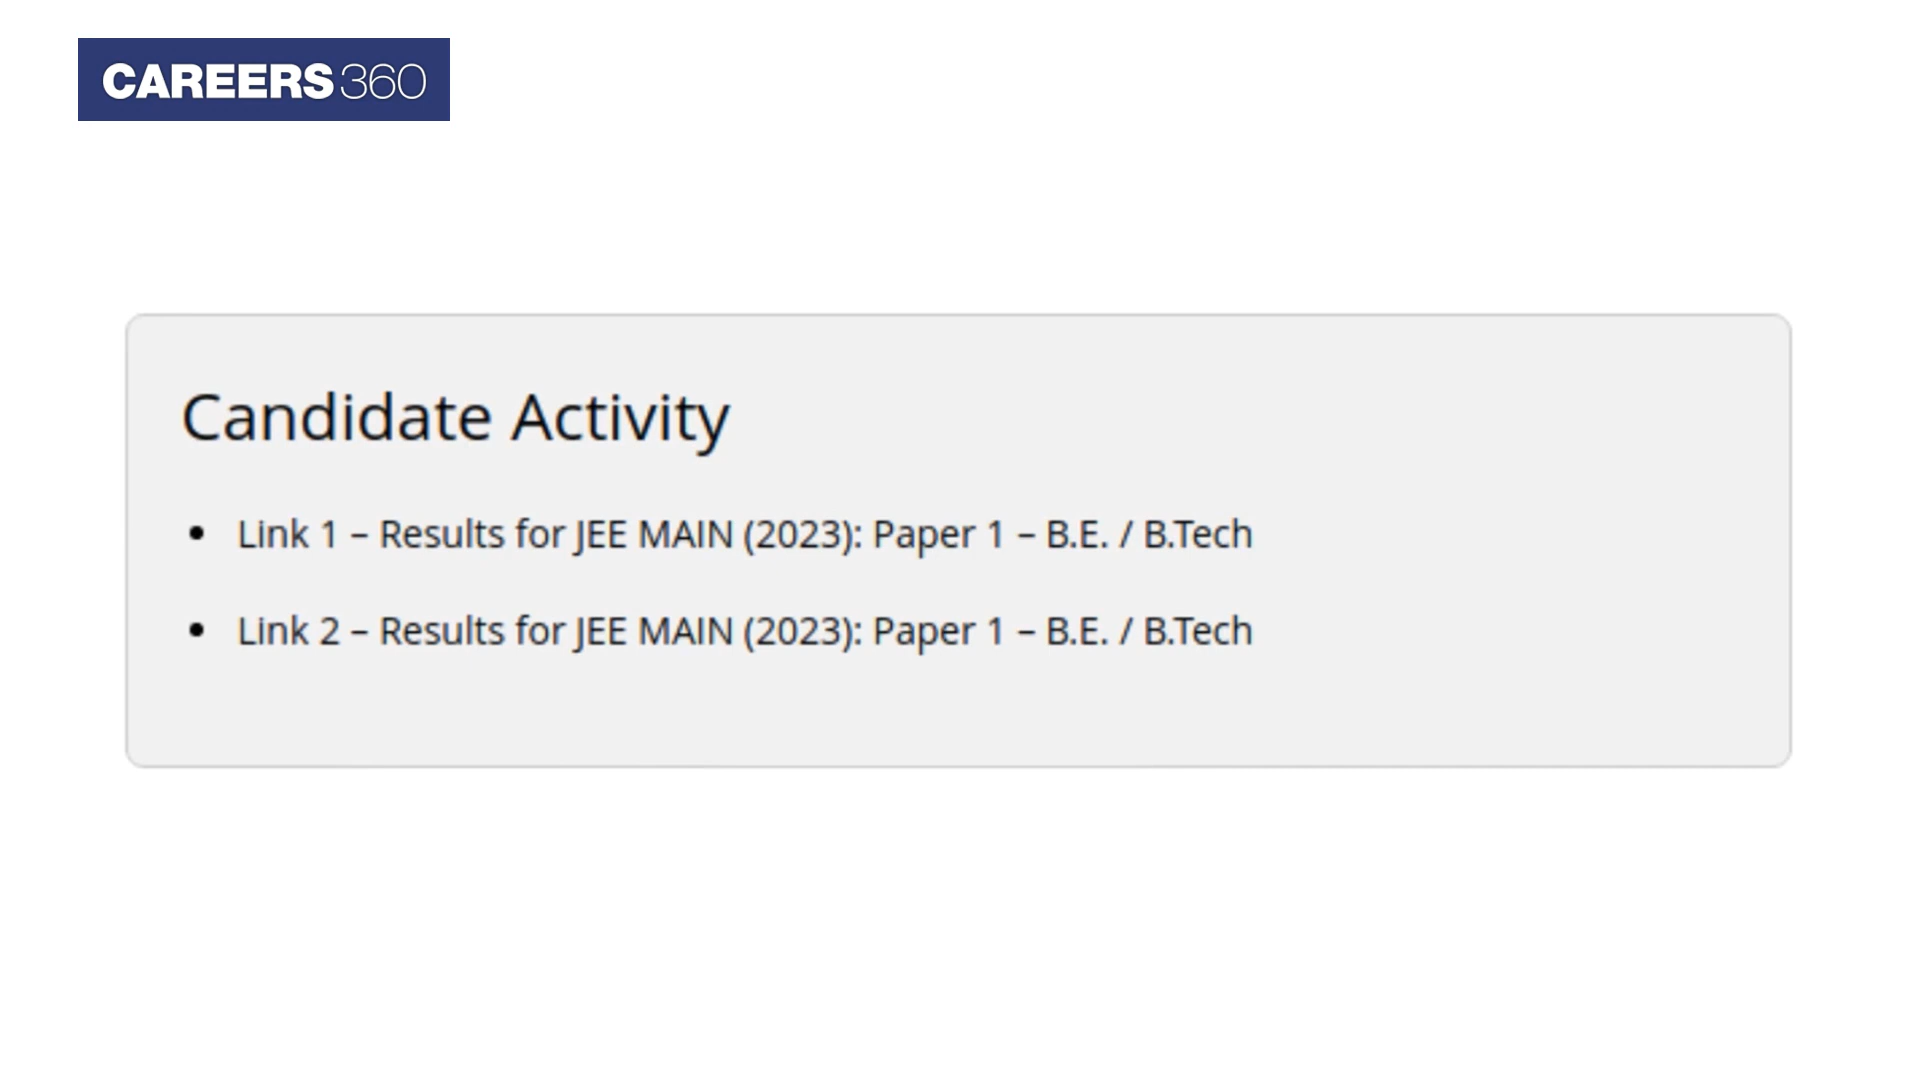 CAREERS360
Candidate Activity
• Link 1 – Results for JEE MAIN (2023): Paper 1 – B.E. / B.Tech
• Link 2 – Results for JEE MAIN (2023): Paper 1 – B.E. / B.Tech